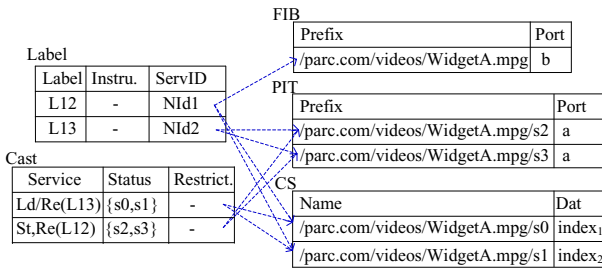 FIB
Prefix Port
/parc.com/videos/WidgetA.mpg b
Label
Label Instru. ServID
L12 - NId1
L13 - NId2
PIT
Prefix Port
/parc.com/videos/WidgetA.mpg/s2 a
/parc.com/videos/WidgetA.mpg/s3 a
Cast
Service Status Restrict.
Ld/Re(L13) {s0,s1} -
St,Re(L12) {s2,s3} -
CS
Name Dat
/parc.com/videos/WidgetA.mpg/s0 index1
/parc.com/videos/WidgetA.mpg/s1 index2